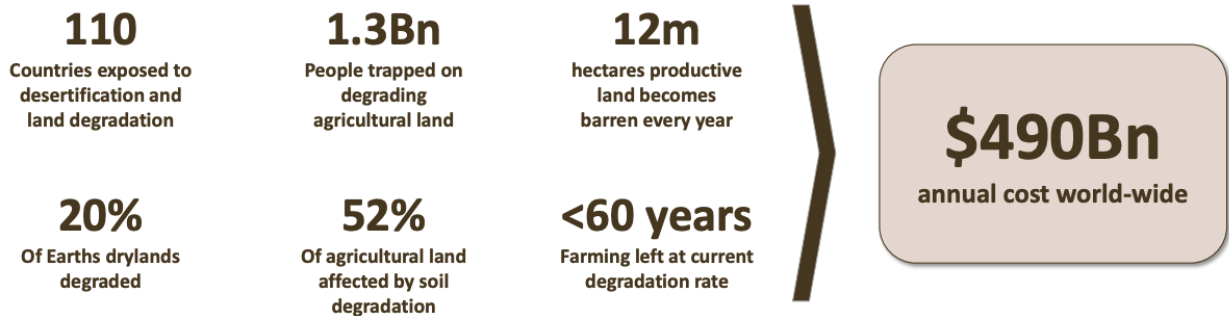 110
Countries exposed to
desertification and
land degradation
1.3Bn
People trapped on
degrading
agricultural land
12m
hectares productive
land becomes
barren every year
20%
Of Earths drylands
degraded
52%
Of agricultural land
affected by soil
degradation
<60 years
Farming left at current
degradation rate
$490Bn
annual cost world-wide